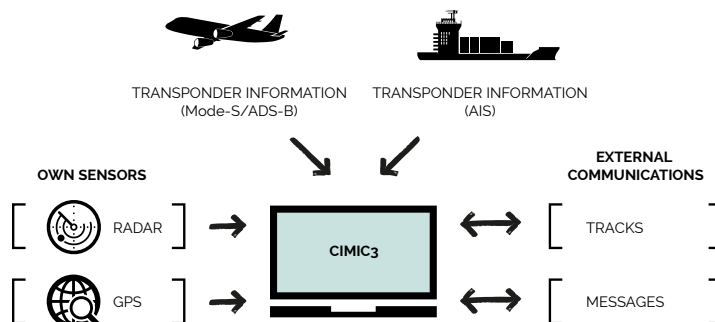 TRANSPONDER INFORMATION
(Mode-S/ADS-B)
TRANSPONDER INFORMATION
(AIS)
OWN SENSORS
EXTERNAL
COMMUNICATIONS
RADAR
CIMIC3
TRACKS
GPS
MESSAGES